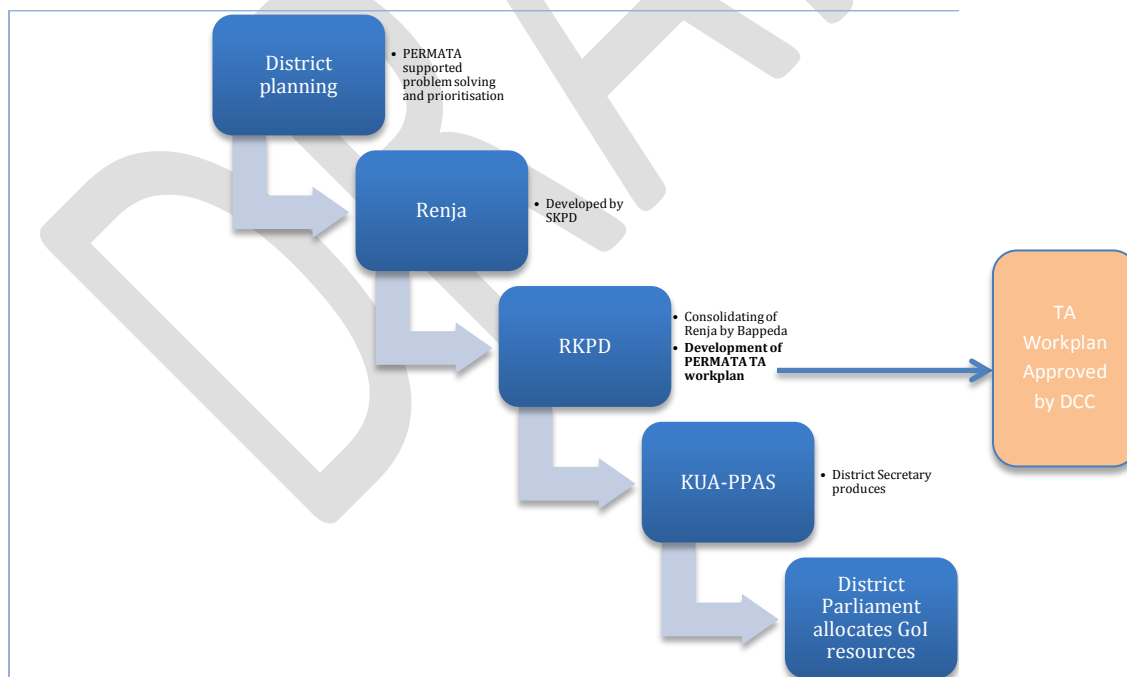 District
planning
• PERMATA
supported
problem solving
and prioritisation
Renja
• Developed by
SKPD
RKPD
• Consolidating of
Renja by Bappeda
• Development of
PERMATA TA
workplan
TA
Workplan
Approved
by DCC
KUA-PPAS
• District Secretary
produces
District
Parliament
allocates GoI
resources